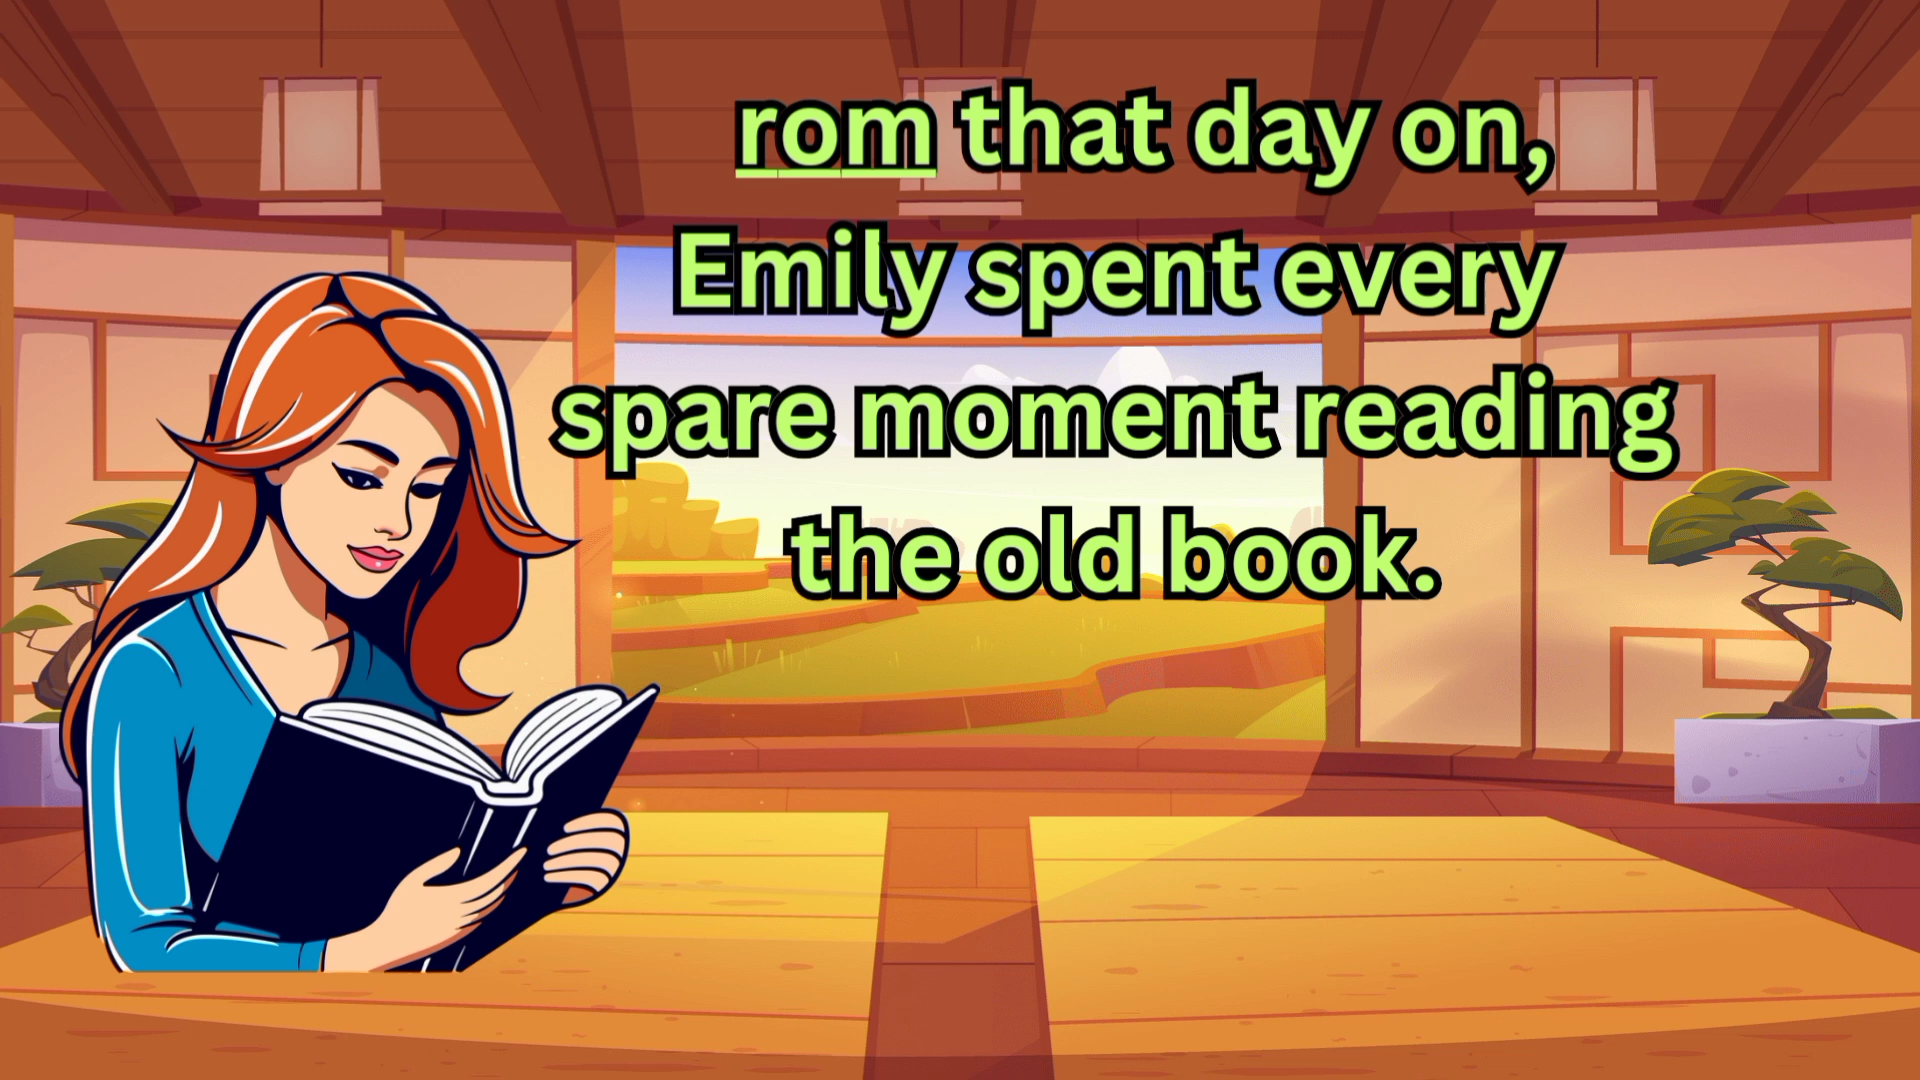 rom that day on,
Emily spent every
spare moment reading
the old book.